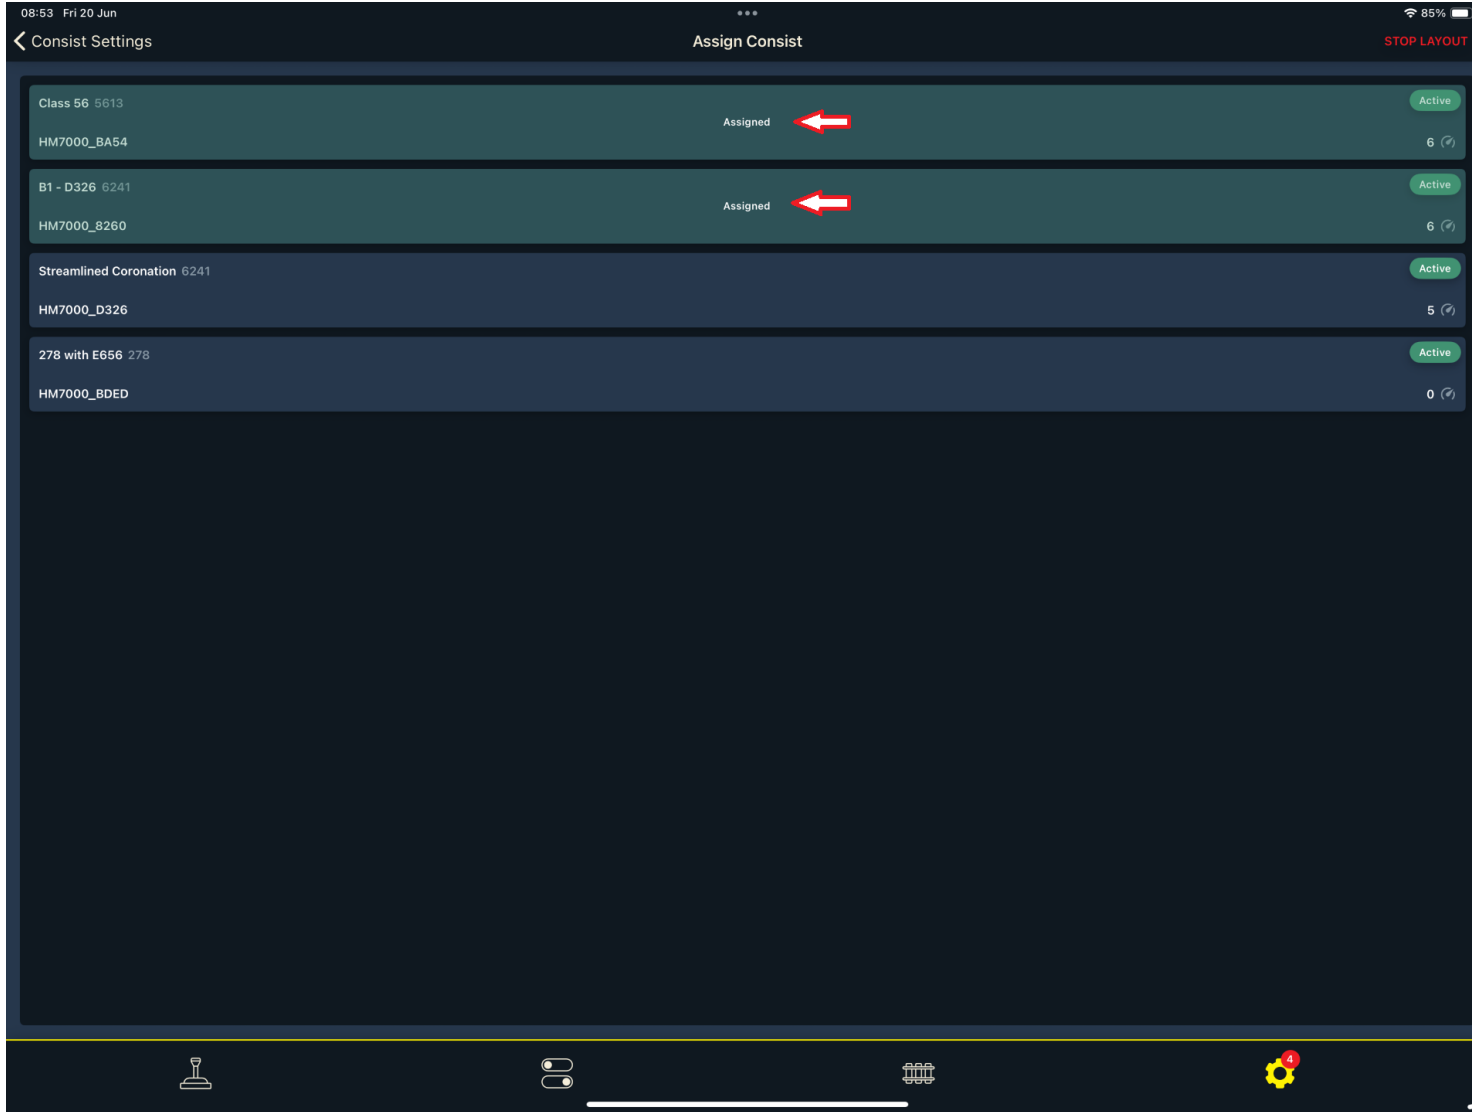 08:53 Fri 20 Jun
85%
Consist Settings
Assign Consist
STOP LAYOUT
Class 56 5613
Active
Assigned
HM7000_BA54
6
B1 - D326 6241
Active
Assigned
HM7000_8260
6
Streamlined Coronation 6241
Active
HM7000_D326
5
278 with E656 278
Active
HM7000_BDED
0
4